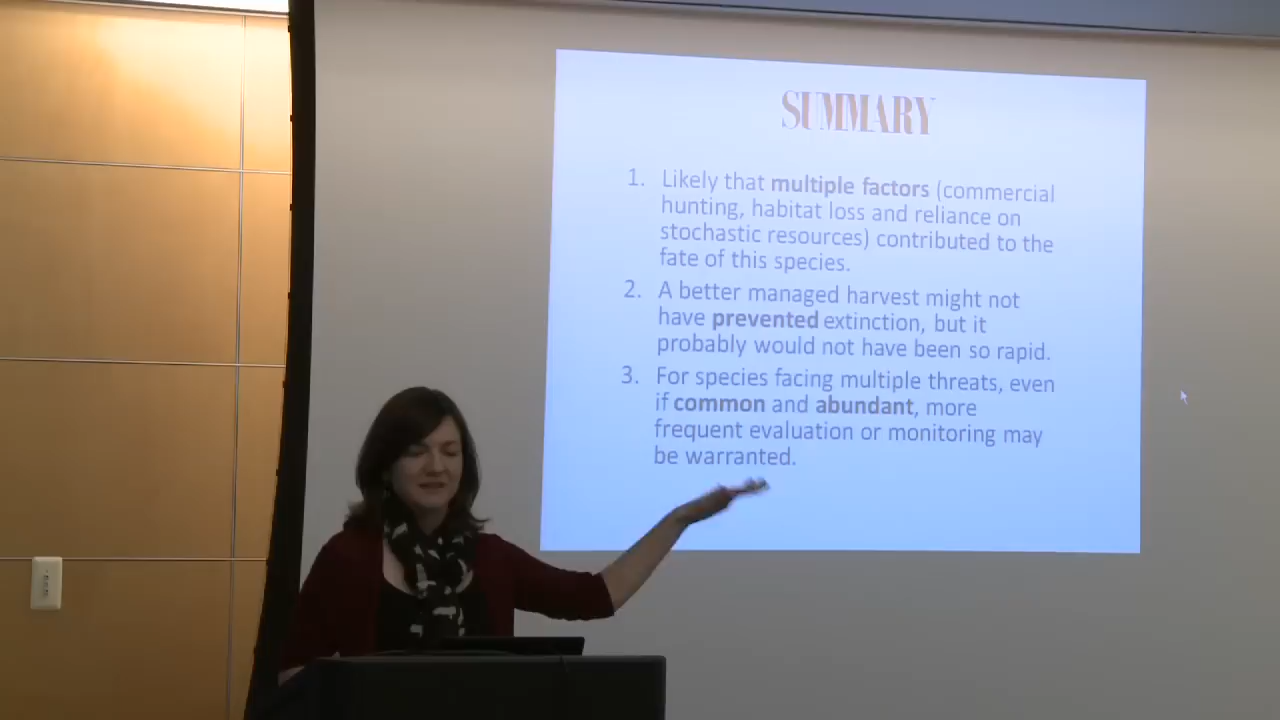 SUMMARY
1. Likely that multiple factors (commercial
hunting, habitat loss and reliance on
stochastic resources) contributed to the
fate of this species.
2. A better managed harvest might not
have prevented extinction, but it
probably would not have been so rapid.
3. For species facing multiple threats, even
if common and abundant, more
frequent evaluation or monitoring may
be warranted.